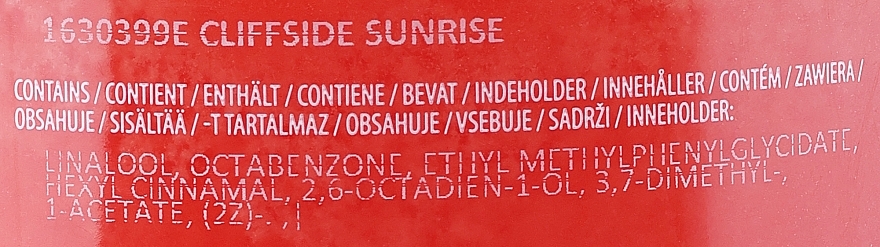 1630399E CLIFFSIDE SUNRISE
CONTAINS / CONTIENT / ENTHÄLT / CONTIENE / BEVAT / INDEHOLDER / INNEHÅLLER / CONTÉM / ZAWIERA /
OBSAHUJE / SISÄLTÄÄ / -T TARTALMAZ / OBSAHUJE / VSEBUJE / SADRŽI / INNEHOLDER:
LINALOOL, OCTABENZONE, ETHYL METHYLPHENYLGLYCIDATE,
HEXYL CINNAMAL, 2,6-OCTADIEN-1-OL, 3,7-DIMETHYL-,
1-ACETATE, (2Z)-, ,|